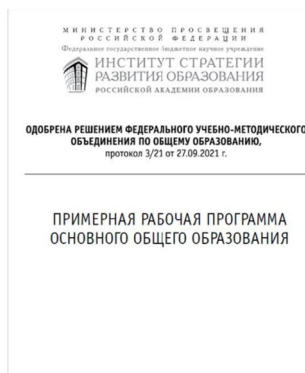 МИНИСТЕРСТВО ПРОСВЕЩЕНИЯ
РОССИЙСКОЙ ФЕДЕРАЦИИ
Федеральное государственное бюджетное научное учреждение
ИНСТИТУТ СТРАТЕГИИ
РАЗВИТИЯ ОБРАЗОВАНИЯ
РОССИЙСКОЙ АКАДЕМИИ ОБРАЗОВАНИЯ
ОДОБРЕНА РЕШЕНИЕМ ФЕДЕРАЛЬНОГО УЧЕБНО-МЕТОДИЧЕСКОГО
ОБЪЕДИНЕНИЯ ПО ОБЩЕМУ ОБРАЗОВАНИЮ,
протокол 3/21 от 27.09.2021 г.
ПРИМЕРНАЯ РАБОЧАЯ ПРОГРАММА
ОСНОВНОГО ОБЩЕГО ОБРАЗОВАНИЯ